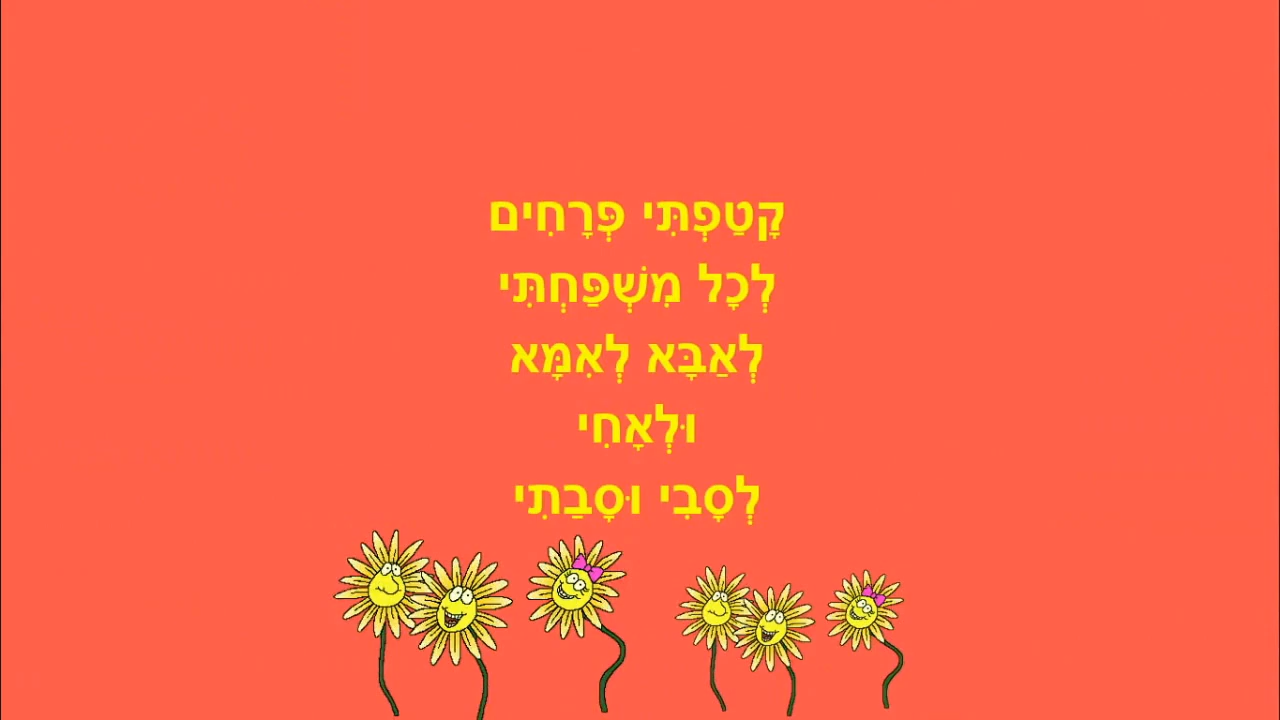 קָטַפְתִּי פְּרָחִים
לְכָל מִשְׁפַּחְתִּי
לְאַבָּא לְאִמָּא
וּלְאָחִי
לְסָבִי וּסָבַתִי